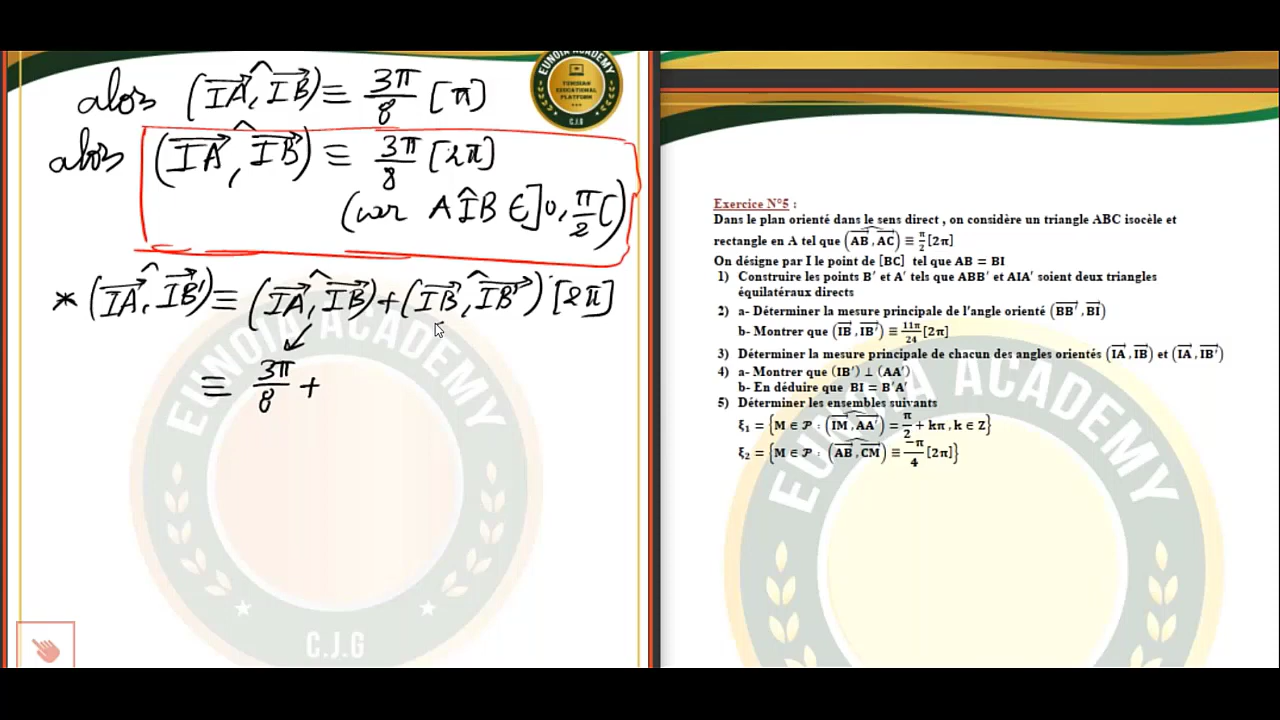 alors (IA, IB) ≡ 3π/8 [π]
alors (IA, IB) ≡ 3π/8 [2π]
(car AÎB ∈ ]0, π/2[)
* (IA, IB') ≡ (IA, IB) + (IB, IB') [2π]
≡ 3π/8 +
EUNOIA ACADEMY
TUNISIAN
EDUCATIONAL
PLATFORM
C.J.G
EUNOIA ACADEMY
C.J.G
Exercice N°5 :
Dans le plan orienté dans le sens direct , on considère un triangle ABC isocèle et
rectangle en A tel que (AB , AC) ≡ π/2 [2π]
On désigne par I le point de [BC] tel que AB = BI
1) Construire les points B′ et A′ tels que ABB′ et AIA′ soient deux triangles
équilatéraux directs
2) a- Déterminer la mesure principale de l'angle orienté (BB′ , BI)
b- Montrer que (IB , IB′) ≡ 11π/24 [2π]
3) Déterminer la mesure principale de chacun des angles orientés (IA , IB) et (IA , IB′)
4) a- Montrer que (IB′) ⊥ (AA′)
b- En déduire que BI = B′A′
5) Déterminer les ensembles suivants
ξ₁ = {M ∈ 𝒫 : (IM , AA′) = π/2 + kπ , k ∈ Z}
ξ₂ = {M ∈ 𝒫 : (AB , CM) ≡ −π/4 [2π]}